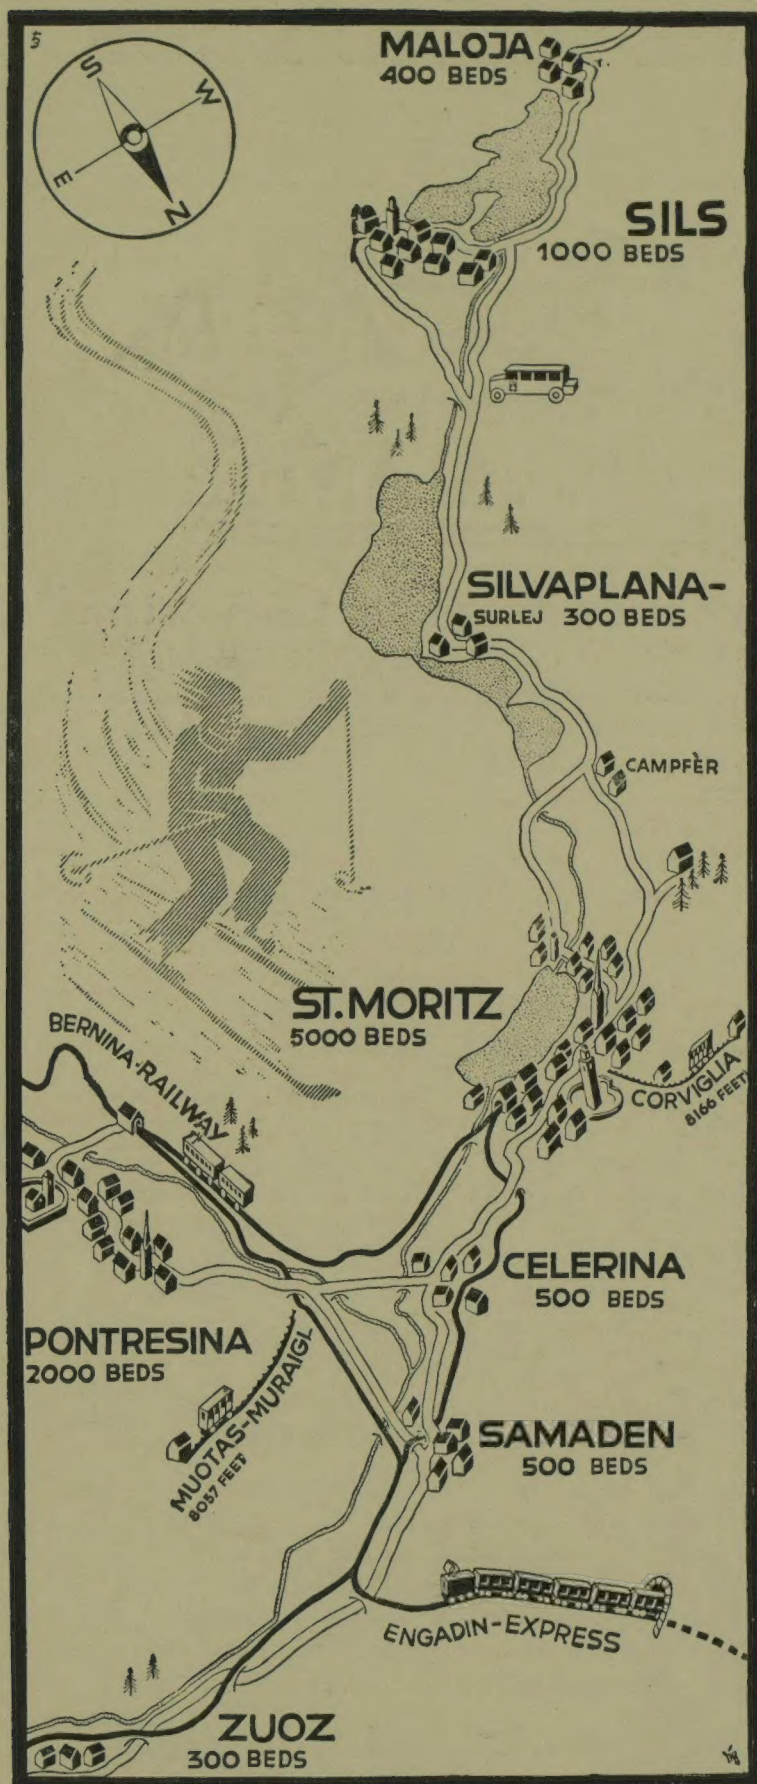 S
W
E
N
MALOJA
400 BEDS
SILS
1000 BEDS
SILVAPLANA-
SURLEJ 300 BEDS
CAMPFÈR
ST. MORITZ
5000 BEDS
BERNINA-RAILWAY
CORVIGLIA
8166 FEET
CELERINA
500 BEDS
PONTRESINA
2000 BEDS
MUOTAS-MURAIGL
8057 FEET
SAMADEN
500 BEDS
ENGADIN-EXPRESS
ZUOZ
300 BEDS